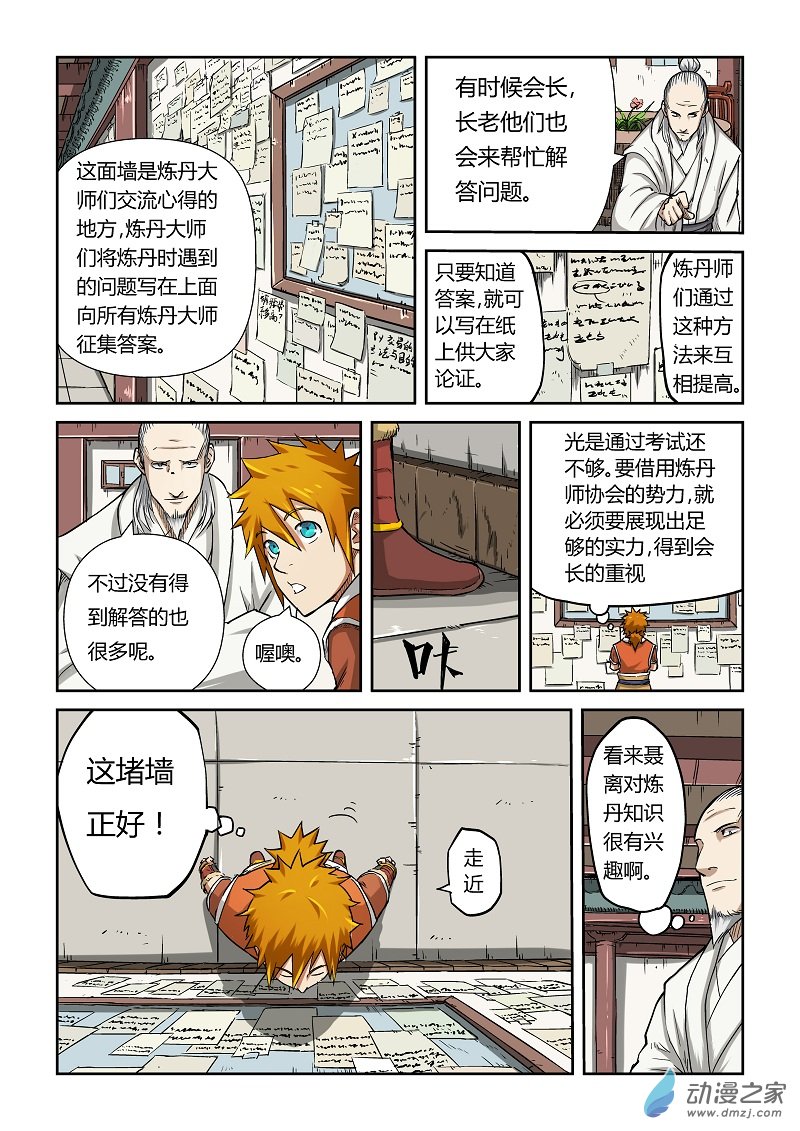 这面墙是炼丹大
师们交流心得的
地方，炼丹大师
们将炼丹时遇到
的问题写在上面
向所有炼丹大师
征集答案。
有时候会长，
长老他们也
会来帮忙解
答问题。
只要知道
答案，就可
以写在纸
上供大家
论证。
炼丹师
们通过
这种方
法来互
相提高。
不过没有得
到解答的也
很多呢。
喔噢。
咔
光是通过考试还
不够。要借用炼丹
师协会的势力，就
必须要展现出足
够的实力，得到会
长的重视
这堵墙
正好！
走
近
看来聂
离对炼
丹知识
很有兴
趣啊。
动漫之家
www.dmzj.com